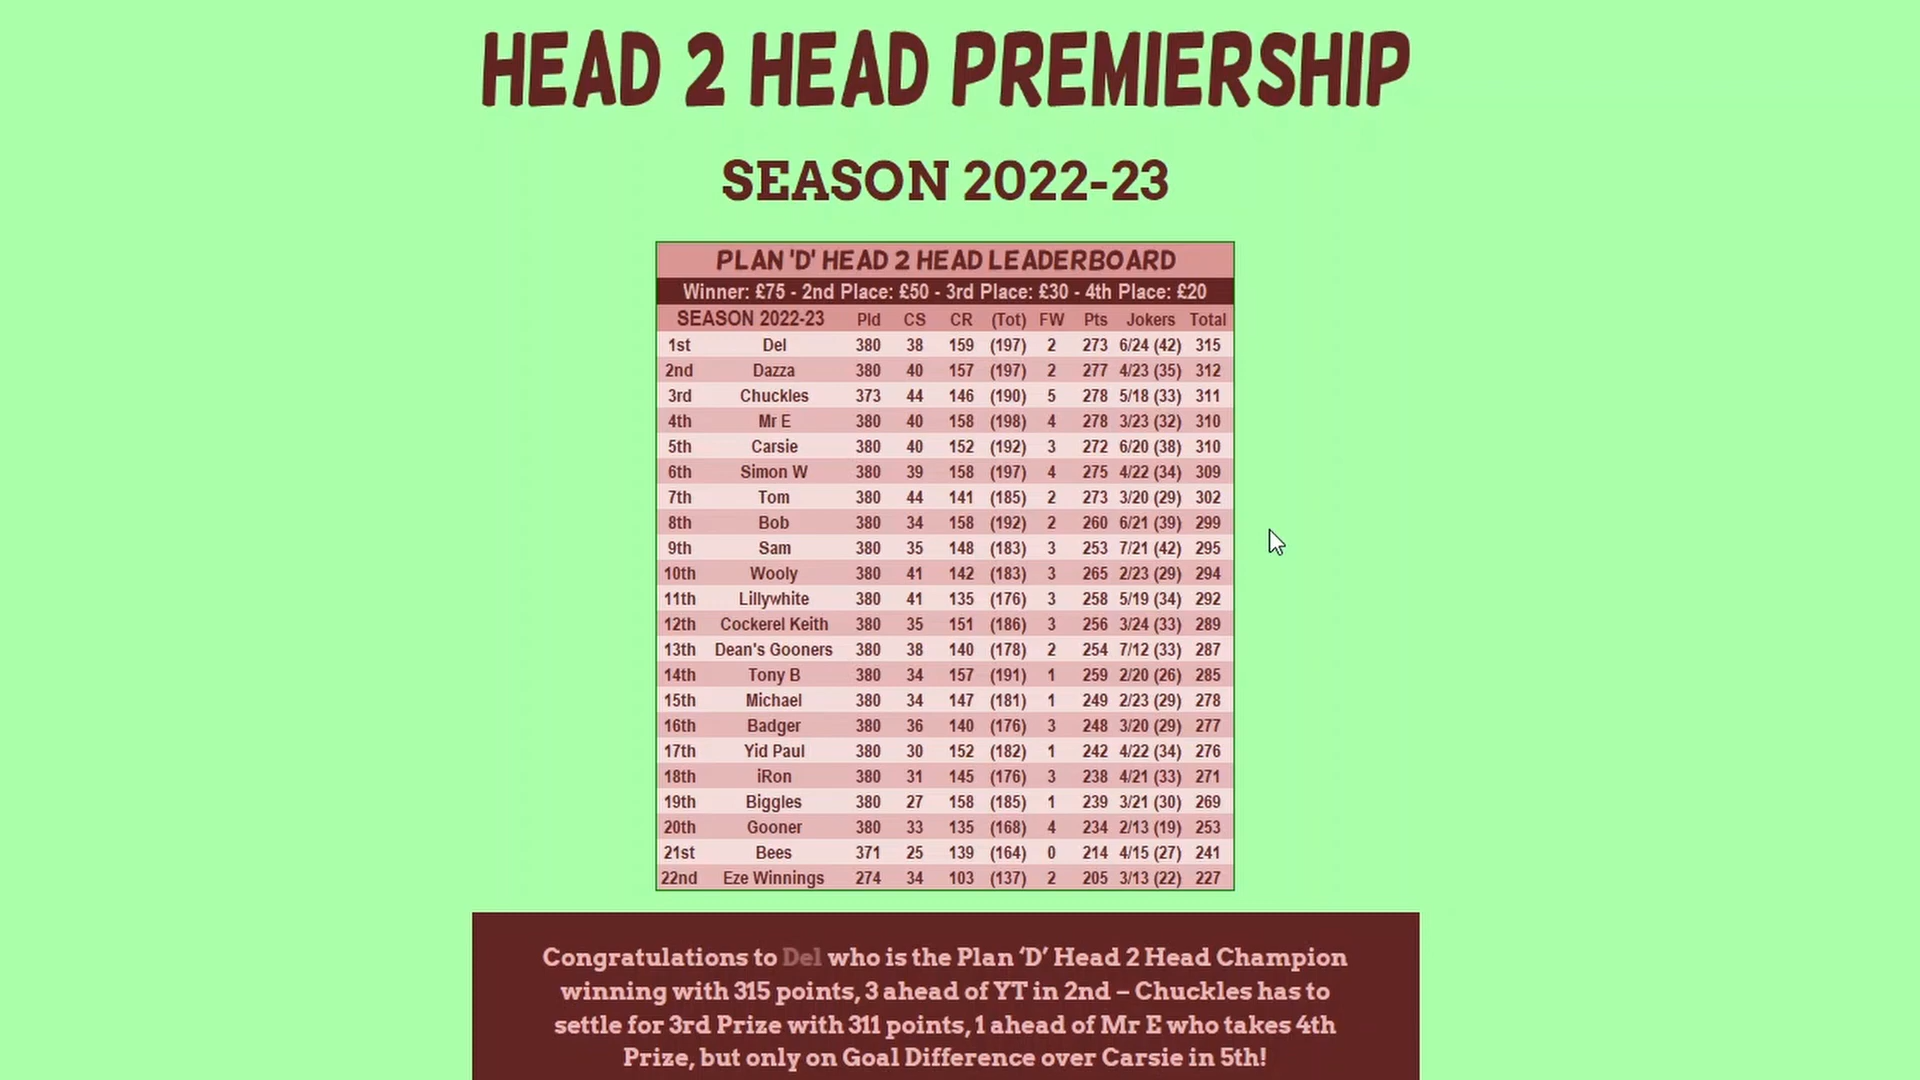 HEAD 2 HEAD PREMIERSHIP
SEASON 2022-23
PLAN 'D' HEAD 2 HEAD LEADERBOARD
Winner: £75 - 2nd Place: £50 - 3rd Place: £30 - 4th Place: £20
SEASON 2022-23 Pld CS CR (Tot) FW Pts Jokers Total
1st Del 380 38 159 (197) 2 273 6/24 (42) 315
2nd Dazza 380 40 157 (197) 2 277 4/23 (35) 312
3rd Chuckles 373 44 146 (190) 5 278 5/18 (33) 311
4th Mr E 380 40 158 (198) 4 278 3/23 (32) 310
5th Carsie 380 40 152 (192) 3 272 6/20 (38) 310
6th Simon W 380 39 158 (197) 4 275 4/22 (34) 309
7th Tom 380 44 141 (185) 2 273 3/20 (29) 302
8th Bob 380 34 158 (192) 2 260 6/21 (39) 299
9th Sam 380 35 148 (183) 3 253 7/21 (42) 295
10th Wooly 380 41 142 (183) 3 265 2/23 (29) 294
11th Lillywhite 380 41 135 (176) 3 258 5/19 (34) 292
12th Cockerel Keith 380 35 151 (186) 3 256 3/24 (33) 289
13th Dean's Gooners 380 38 140 (178) 2 254 7/12 (33) 287
14th Tony B 380 34 157 (191) 1 259 2/20 (26) 285
15th Michael 380 34 147 (181) 1 249 2/23 (29) 278
16th Badger 380 36 140 (176) 3 248 3/20 (29) 277
17th Yid Paul 380 30 152 (182) 1 242 4/22 (34) 276
18th iRon 380 31 145 (176) 3 238 4/21 (33) 271
19th Biggles 380 27 158 (185) 1 239 3/21 (30) 269
20th Gooner 380 33 135 (168) 4 234 2/13 (19) 253
21st Bees 371 25 139 (164) 0 214 4/15 (27) 241
22nd Eze Winnings 274 34 103 (137) 2 205 3/13 (22) 227
Congratulations to Del who is the Plan ‘D’ Head 2 Head Champion
winning with 315 points, 3 ahead of YT in 2nd – Chuckles has to
settle for 3rd Prize with 311 points, 1 ahead of Mr E who takes 4th
Prize, but only on Goal Difference over Carsie in 5th!